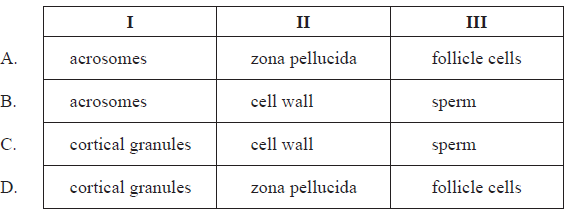 I II III
A. acrosomes zona pellucida follicle cells
B. acrosomes cell wall sperm
C. cortical granules cell wall sperm
D. cortical granules zona pellucida follicle cells